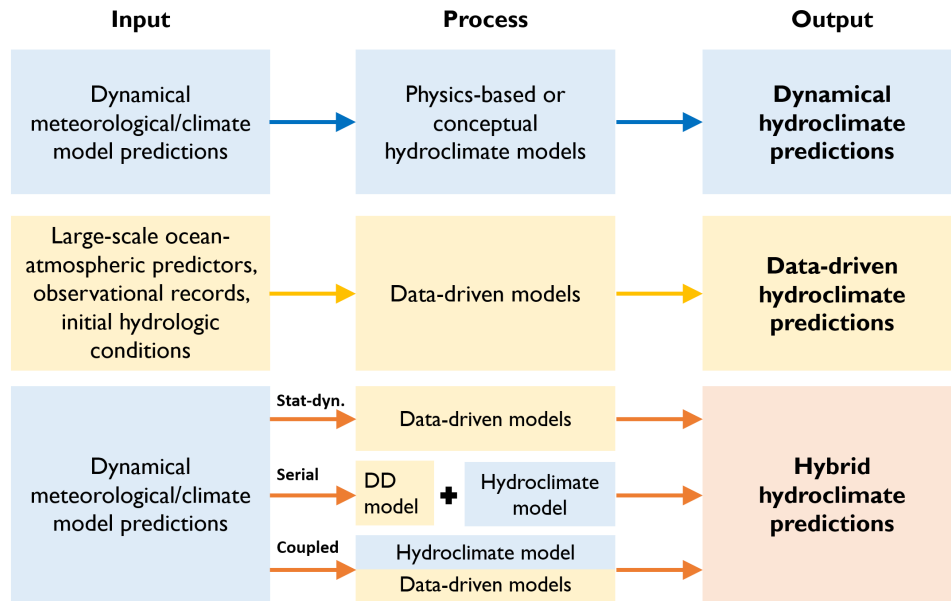 Input
Process
Output
Dynamical
meteorological/climate
model predictions
Physics-based or
conceptual
hydroclimate models
Dynamical
hydroclimate
predictions
Large-scale ocean-
atmospheric predictors,
observational records,
initial hydrologic
conditions
Data-driven models
Data-driven
hydroclimate
predictions
Dynamical
meteorological/climate
model predictions
Stat-dyn.
Data-driven models
Serial
DD
model
+
Hydroclimate
model
Coupled
Hydroclimate model
Data-driven models
Hybrid
hydroclimate
predictions